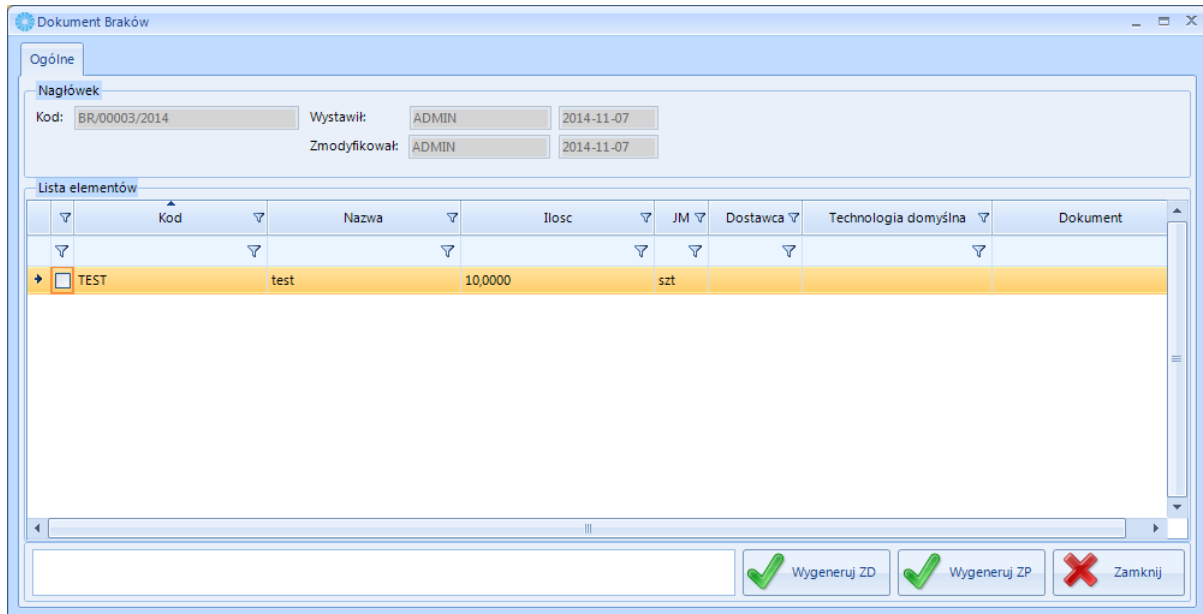 Dokument Braków
Ogólne
Nagłówek
Kod: BR/00003/2014 Wystawił: ADMIN 2014-11-07
Zmodyfikował: ADMIN 2014-11-07
Lista elementów
Kod Nazwa Ilosc JM Dostawca Technologia domyślna Dokument
TEST test 10,0000 szt
Wygeneruj ZD Wygeneruj ZP Zamknij